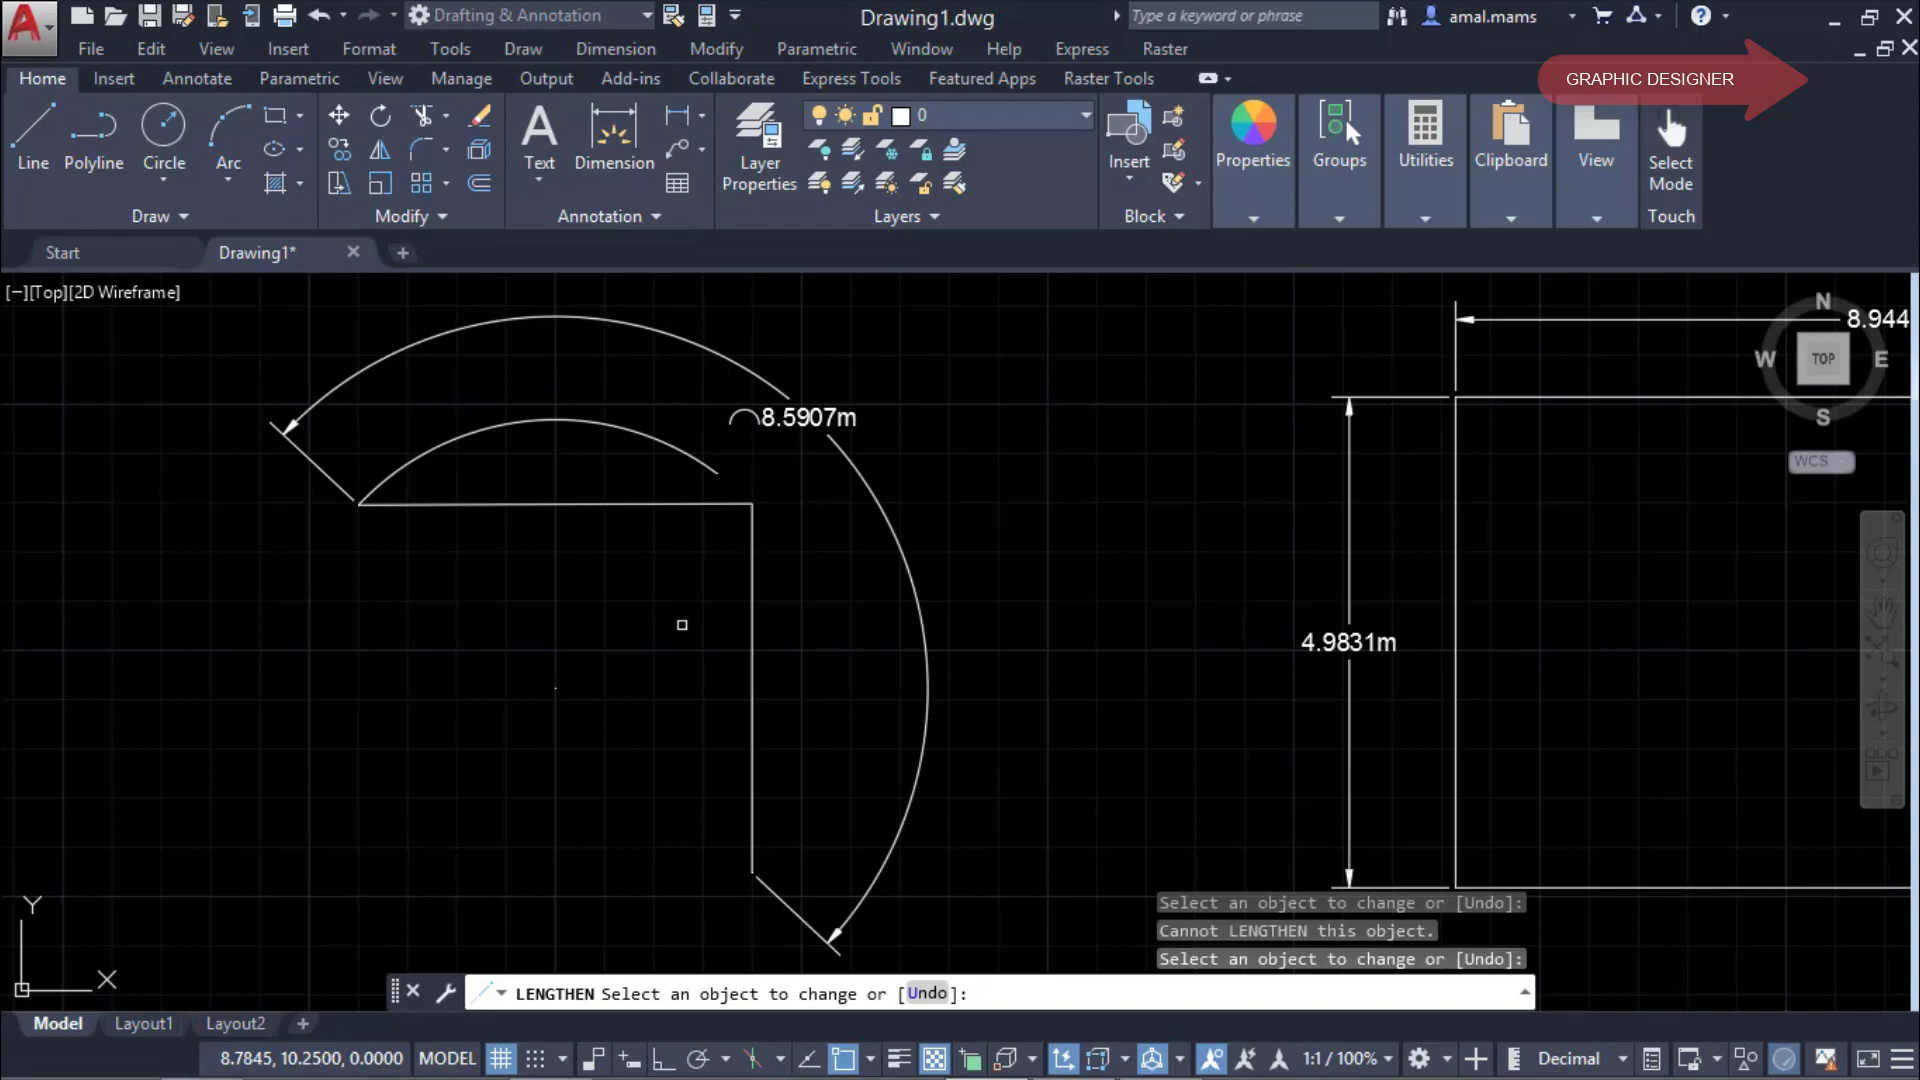 Drafting & Annotation
Drawing1.dwg
Type a keyword or phrase
amal.mams
File Edit View Insert Format Tools Draw Dimension Modify Parametric Window Help Express Raster
Home Insert Annotate Parametric View Manage Output Add-ins Collaborate Express Tools Featured Apps Raster Tools
GRAPHIC DESIGNER
0
Line Polyline Circle Arc
Text Dimension
Layer Properties
Insert
Properties Groups Utilities Clipboard View
Select Mode
Draw Modify Annotation Layers Block Touch
Start Drawing1*
[−][Top][2D Wireframe]
N
8.944
W TOP E
S
8.5907m
WCS
4.9831m
Y
X
Select an object to change or [Undo]:
Cannot LENGTHEN this object.
Select an object to change or [Undo]:
LENGTHEN Select an object to change or [Undo]:
Model Layout1 Layout2
8.7845, 10.2500, 0.0000 MODEL 1:1 / 100% Decimal